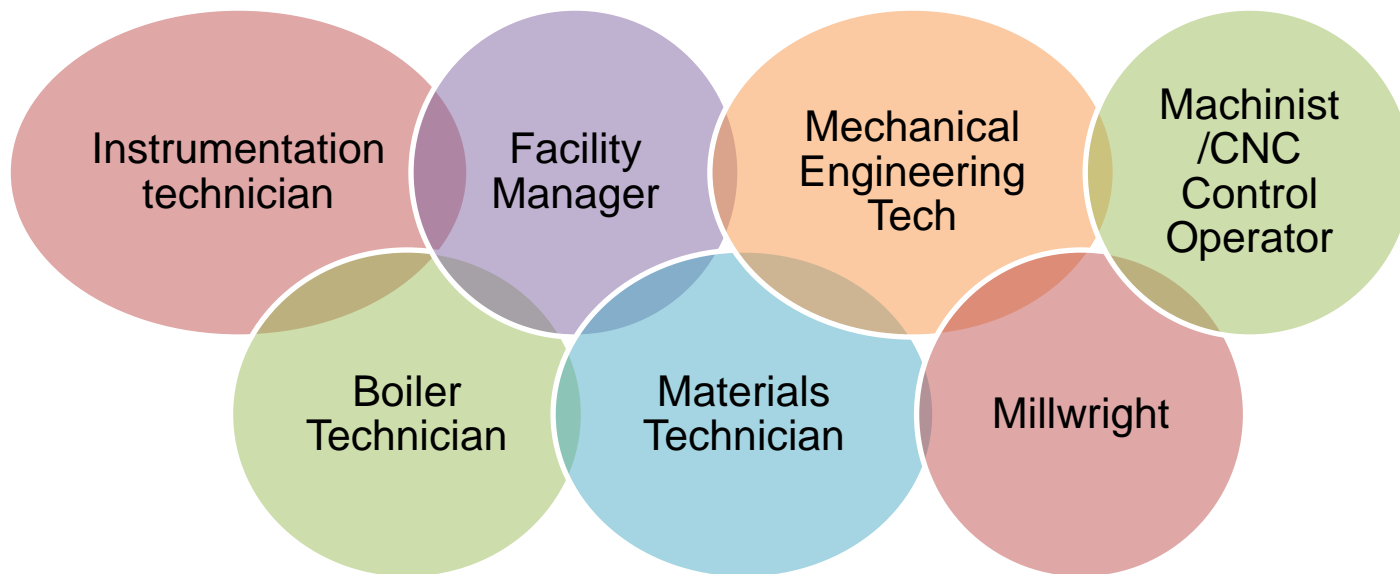 Instrumentation
technician
Facility
Manager
Mechanical
Engineering
Tech
Machinist
/CNC
Control
Operator
Boiler
Technician
Materials
Technician
Millwright